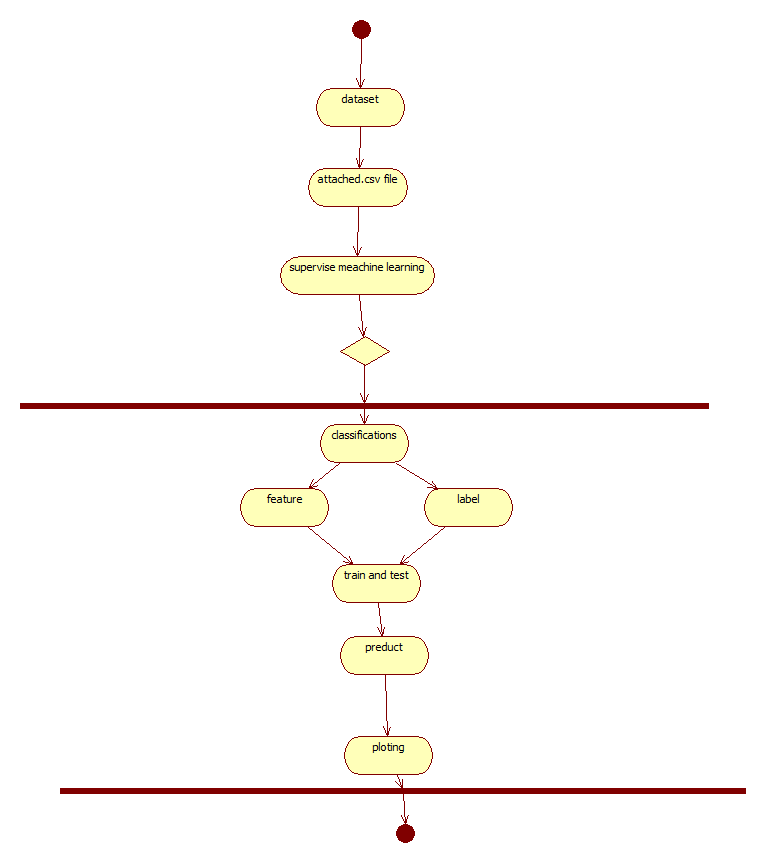 dataset
attached.csv file
supervise meachine learning
classifications
feature
label
train and test
preduct
ploting